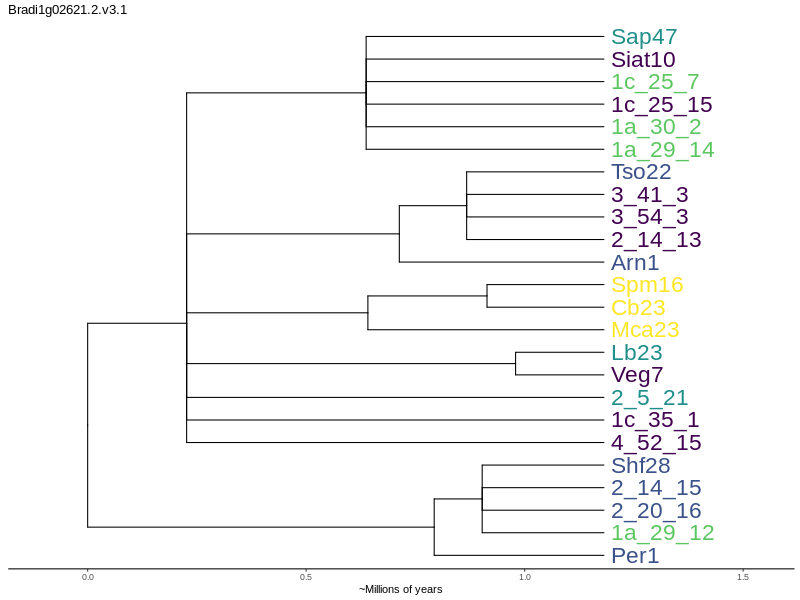 Bradi1g02621.2.v3.1
Sap47
Siat10
1c_25_7
1c_25_15
1a_30_2
1a_29_14
Tso22
3_41_3
3_54_3
2_14_13
Arn1
Spm16
Cb23
Mca23
Lb23
Veg7
2_5_21
1c_35_1
4_52_15
Shf28
2_14_15
2_20_16
1a_29_12
Per1
0.0 0.5 1.0 1.5
~Millions of years